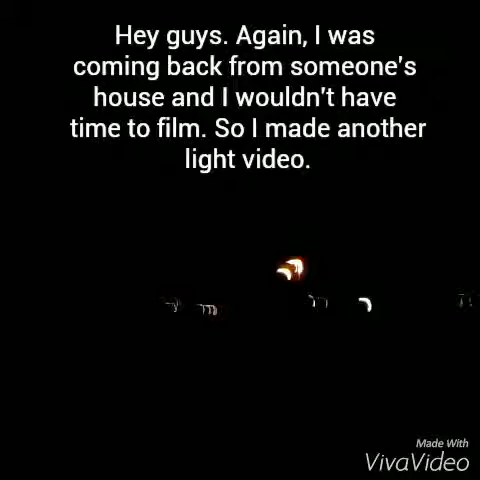 Hey guys. Again, I was
coming back from someone's
house and I wouldn't have
time to film. So I made another
light video.
Made With
VivaVideo